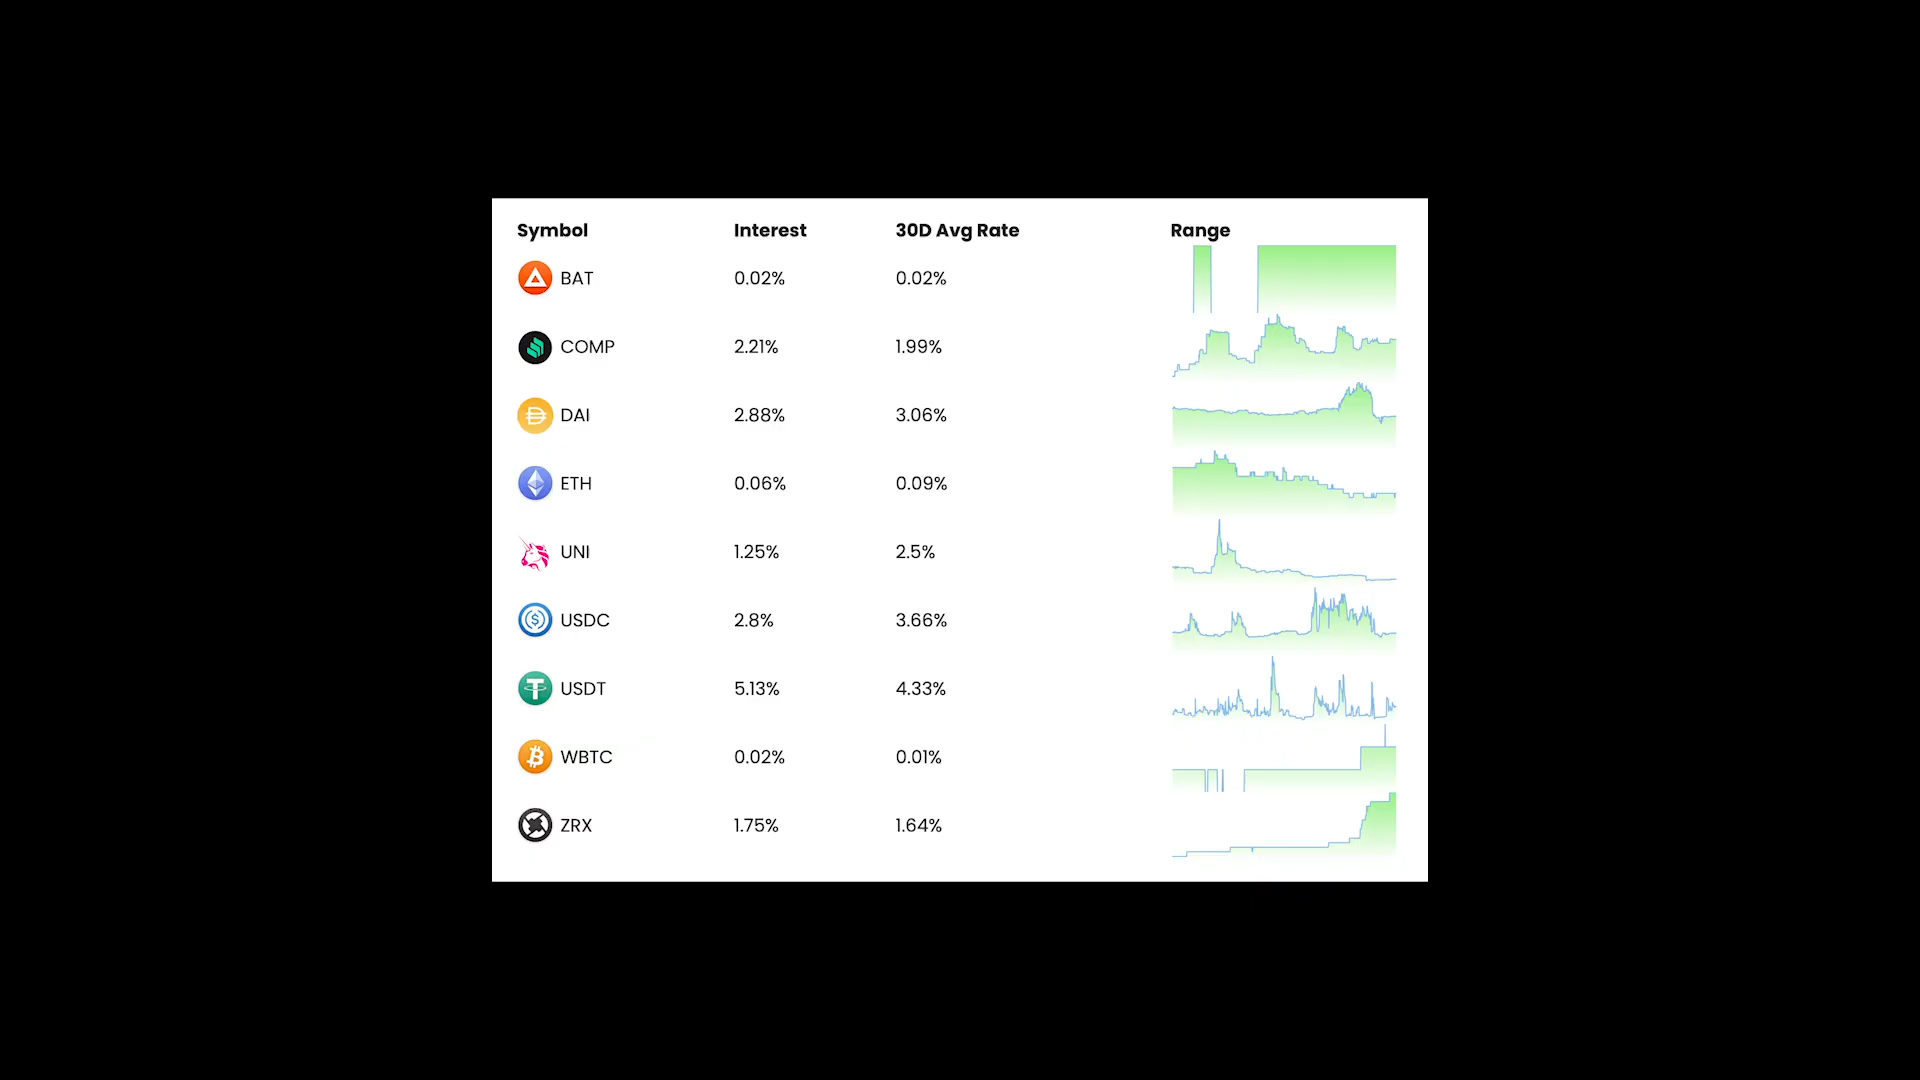 Symbol Interest 30D Avg Rate Range
BAT 0.02% 0.02%
COMP 2.21% 1.99%
DAI 2.88% 3.06%
ETH 0.06% 0.09%
UNI 1.25% 2.5%
USDC 2.8% 3.66%
USDT 5.13% 4.33%
WBTC 0.02% 0.01%
ZRX 1.75% 1.64%